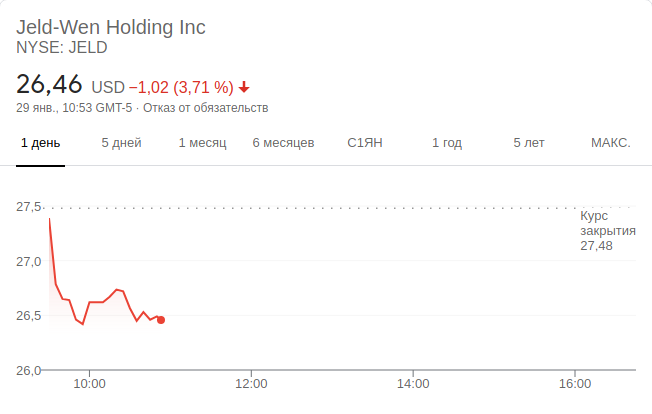 Jeld-Wen Holding Inc
NYSE: JELD
26,46 USD −1,02 (3,71 %)
29 янв., 10:53 GMT-5 · Отказ от обязательств
1 день 5 дней 1 месяц 6 месяцев С1ЯН 1 год 5 лет МАКС.
27,5
Курс
закрытия
27,48
27,0
26,5
26,0
10:00 12:00 14:00 16:00